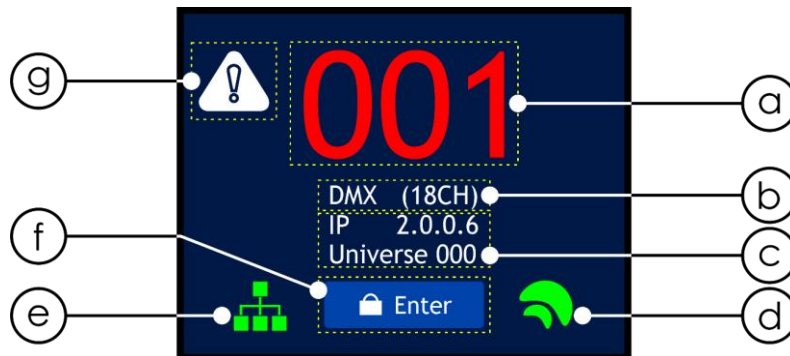 g
001
a
DMX (18CH)
b
IP 2.0.0.6
Universe 000
c
f
Enter
e
d